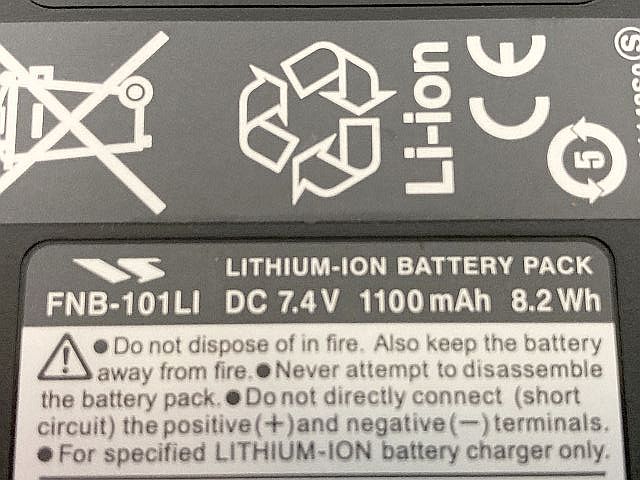 Li-ion
CE
5
LITHIUM-ION BATTERY PACK
FNB-101LI DC 7.4V 1100mAh 8.2Wh
●Do not dispose of in fire. Also keep the battery
away from fire.●Never attempt to disassemble
the battery pack.●Do not directly connect (short
circuit) the positive(+)and negative(−)terminals.
●For specified LITHIUM-ION battery charger only.